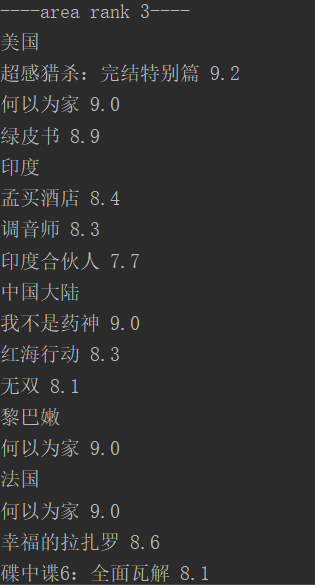 ----area rank 3----
美国
超感猎杀：完结特别篇 9.2
何以为家 9.0
绿皮书 8.9
印度
孟买酒店 8.4
调音师 8.3
印度合伙人 7.7
中国大陆
我不是药神 9.0
红海行动 8.3
无双 8.1
黎巴嫩
何以为家 9.0
法国
何以为家 9.0
幸福的拉扎罗 8.6
碟中谍6：全面瓦解 8.1